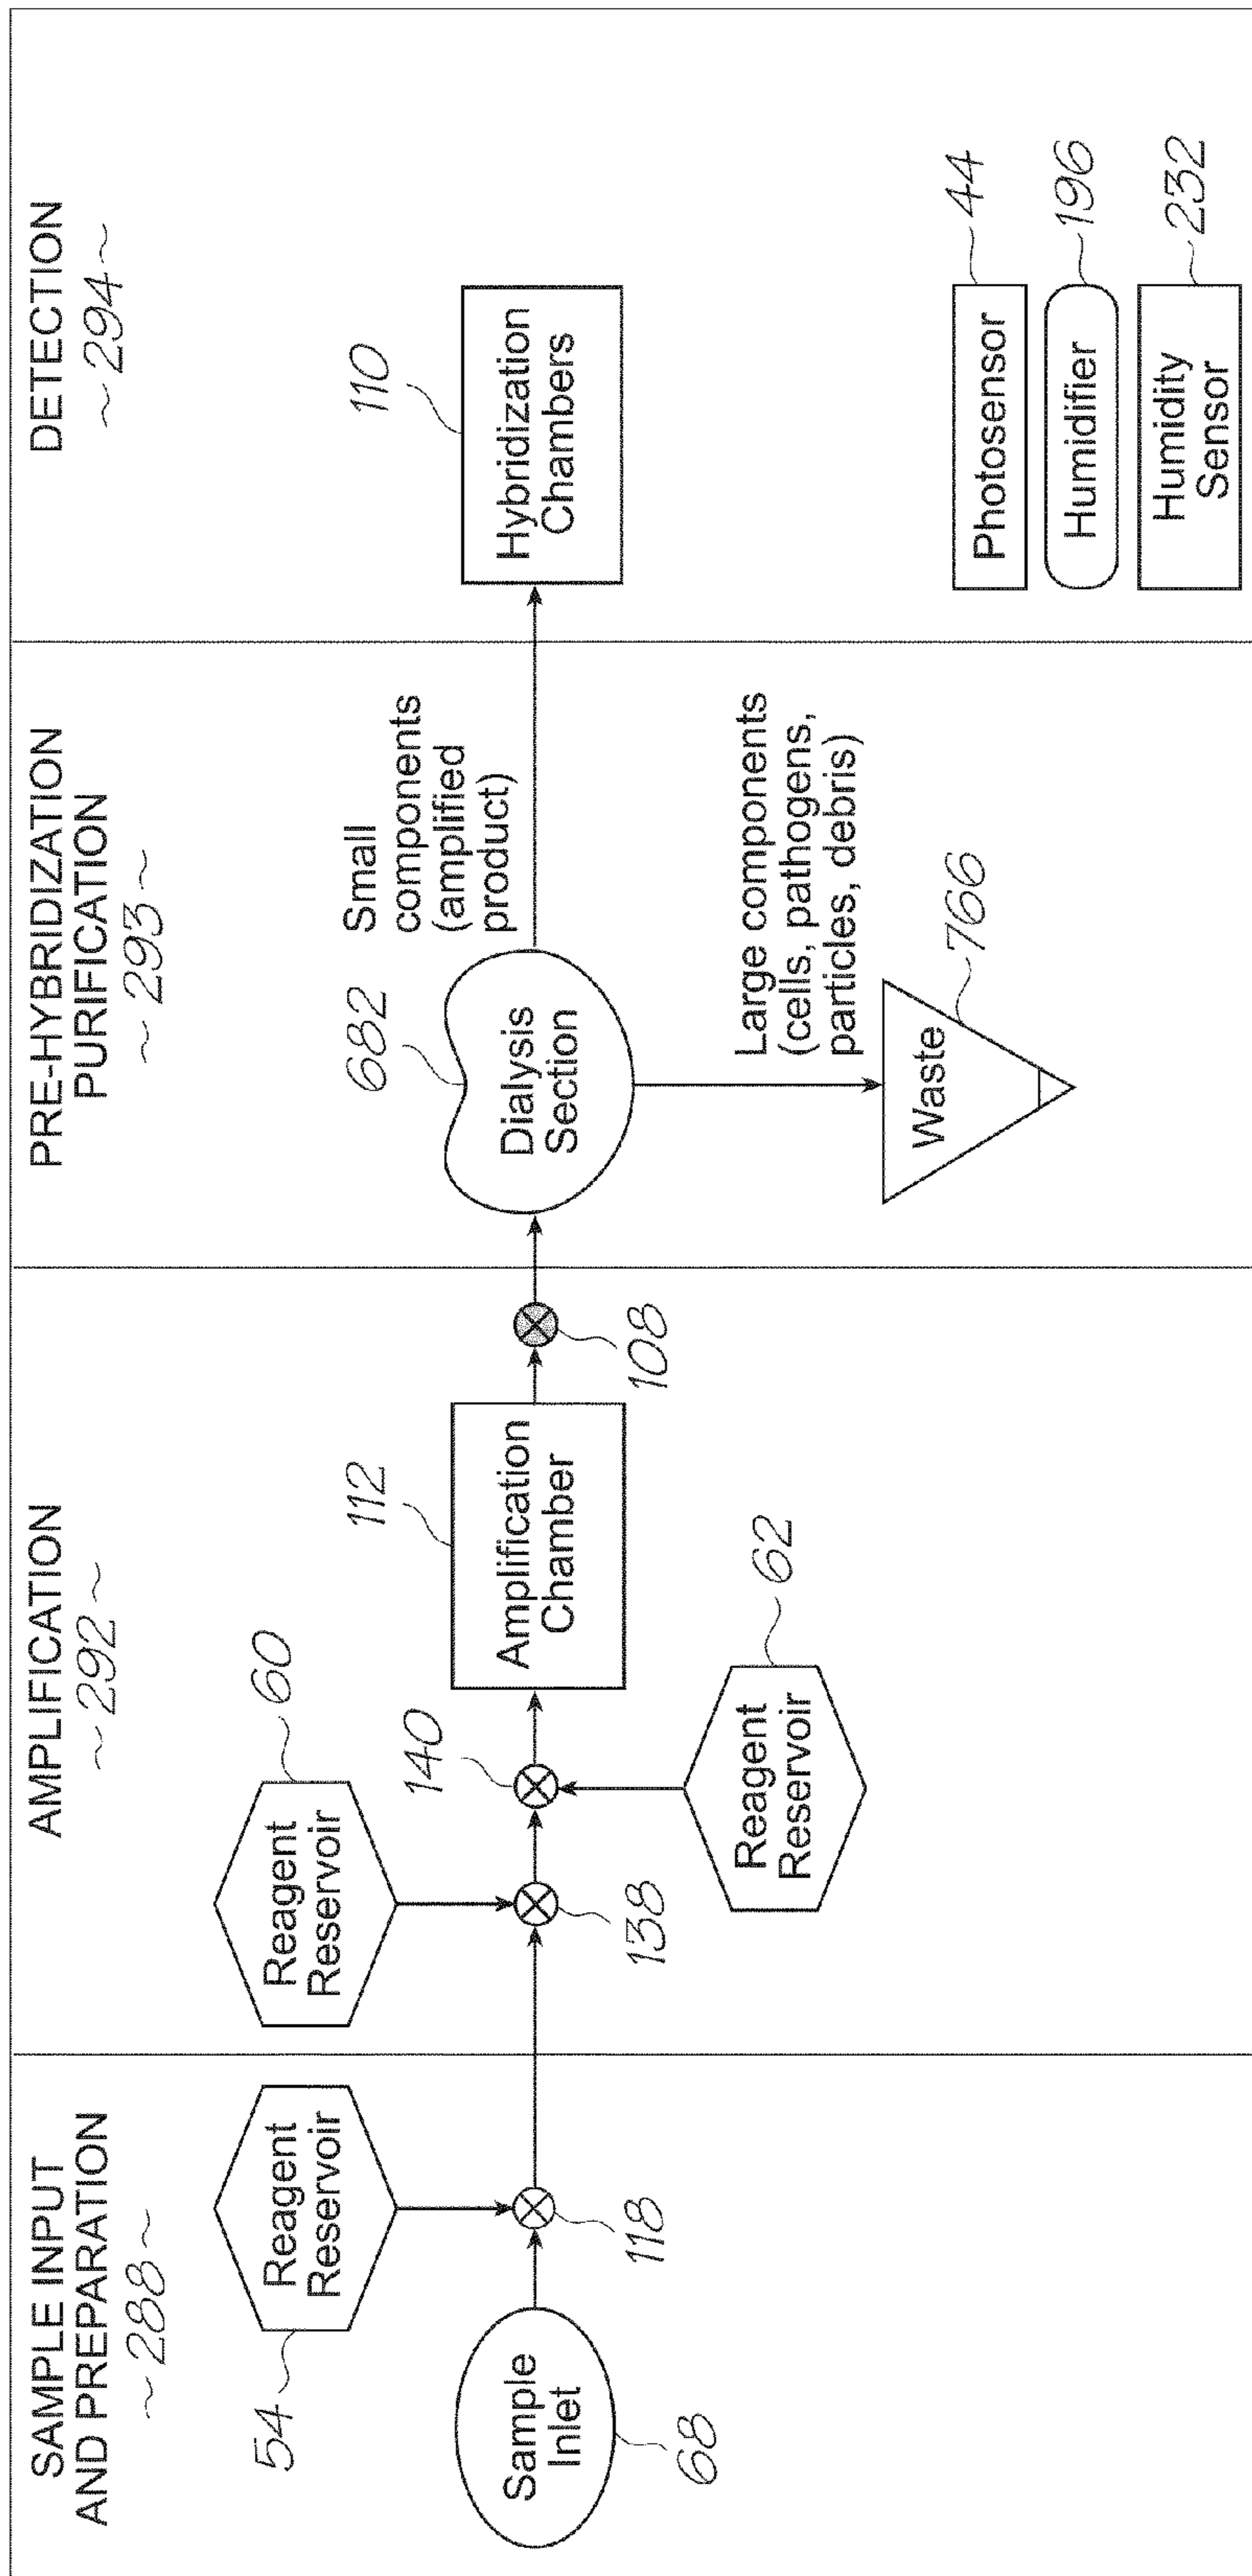 SAMPLE INPUT
AND PREPARATION
~288~
54
Reagent
Reservoir
Sample
Inlet
68
118
AMPLIFICATION
~292~
Reagent
Reservoir
60
138
140
Reagent
Reservoir
62
112
Amplification
Chamber
108
PRE-HYBRIDIZATION
PURIFICATION
~293~
682
Dialysis
Section
Small
components
(amplified
product)
Large components
(cells, pathogens,
particles, debris)
Waste
766
DETECTION
~294~
110
Hybridization
Chambers
Photosensor
44
Humidifier
196
Humidity
Sensor
232